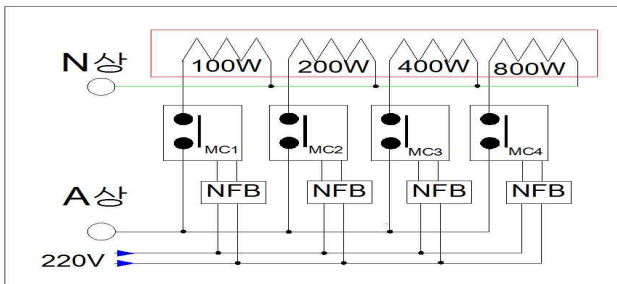 N상
100W 200W 400W 800W
MC1 MC2 MC3 MC4
NFB NFB NFB NFB
A상
220V